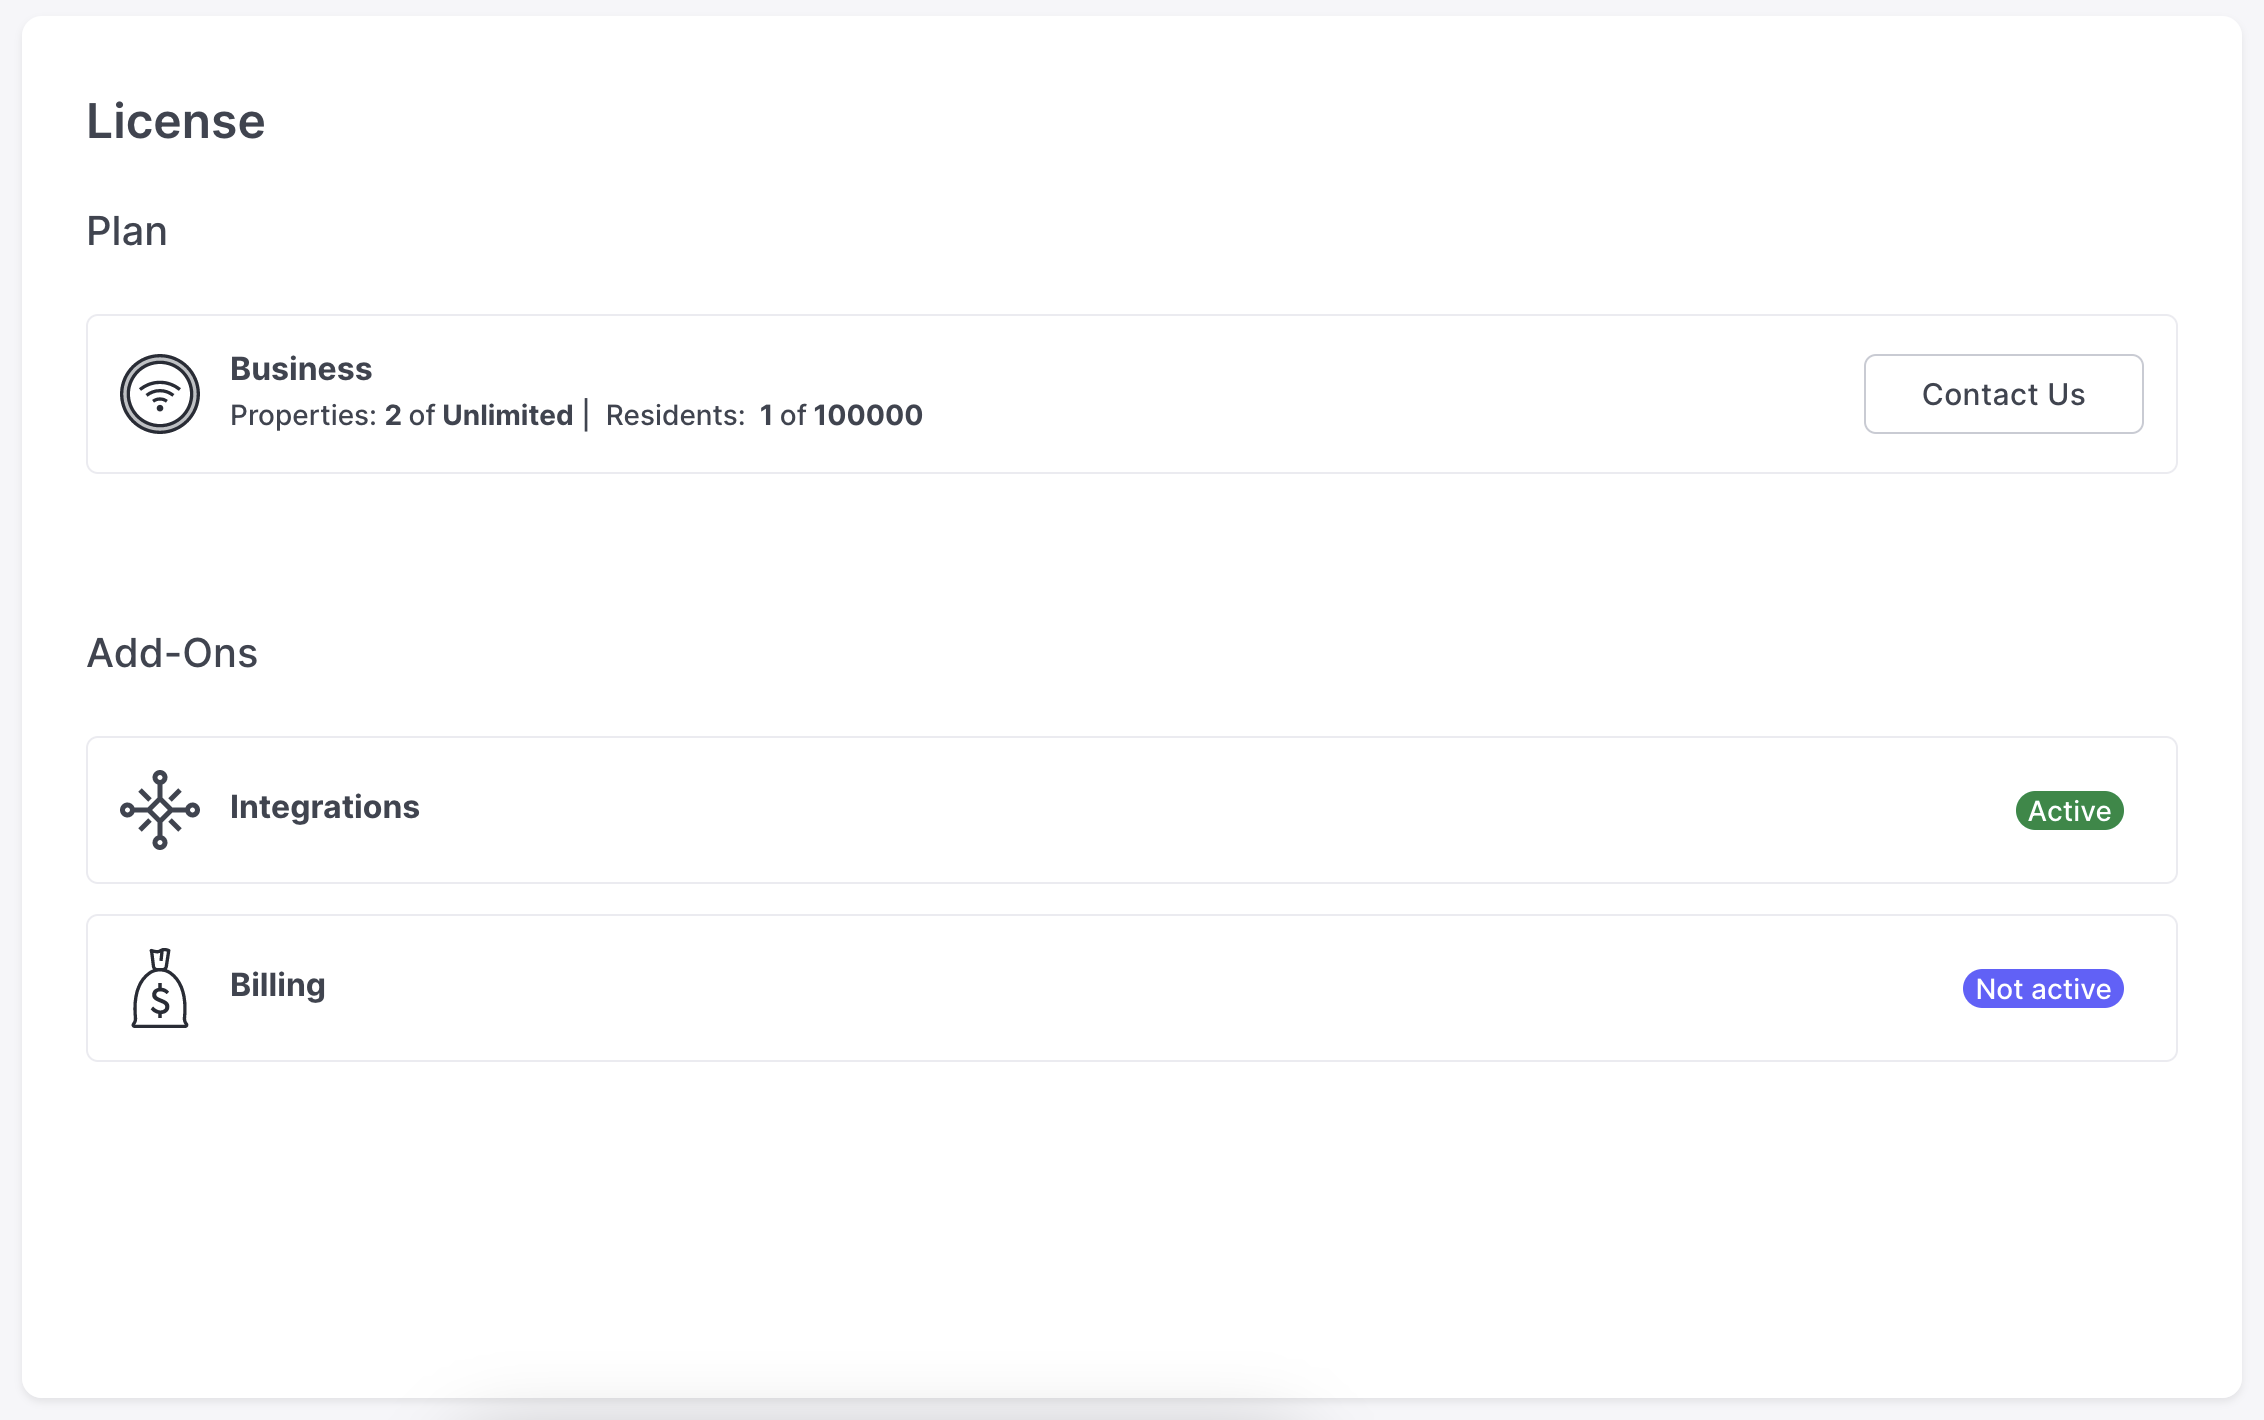 License
Plan
Business
Properties: 2 of Unlimited | Residents: 1 of 100000
Contact Us
Add-Ons
Integrations
Active
$
Billing
Not active